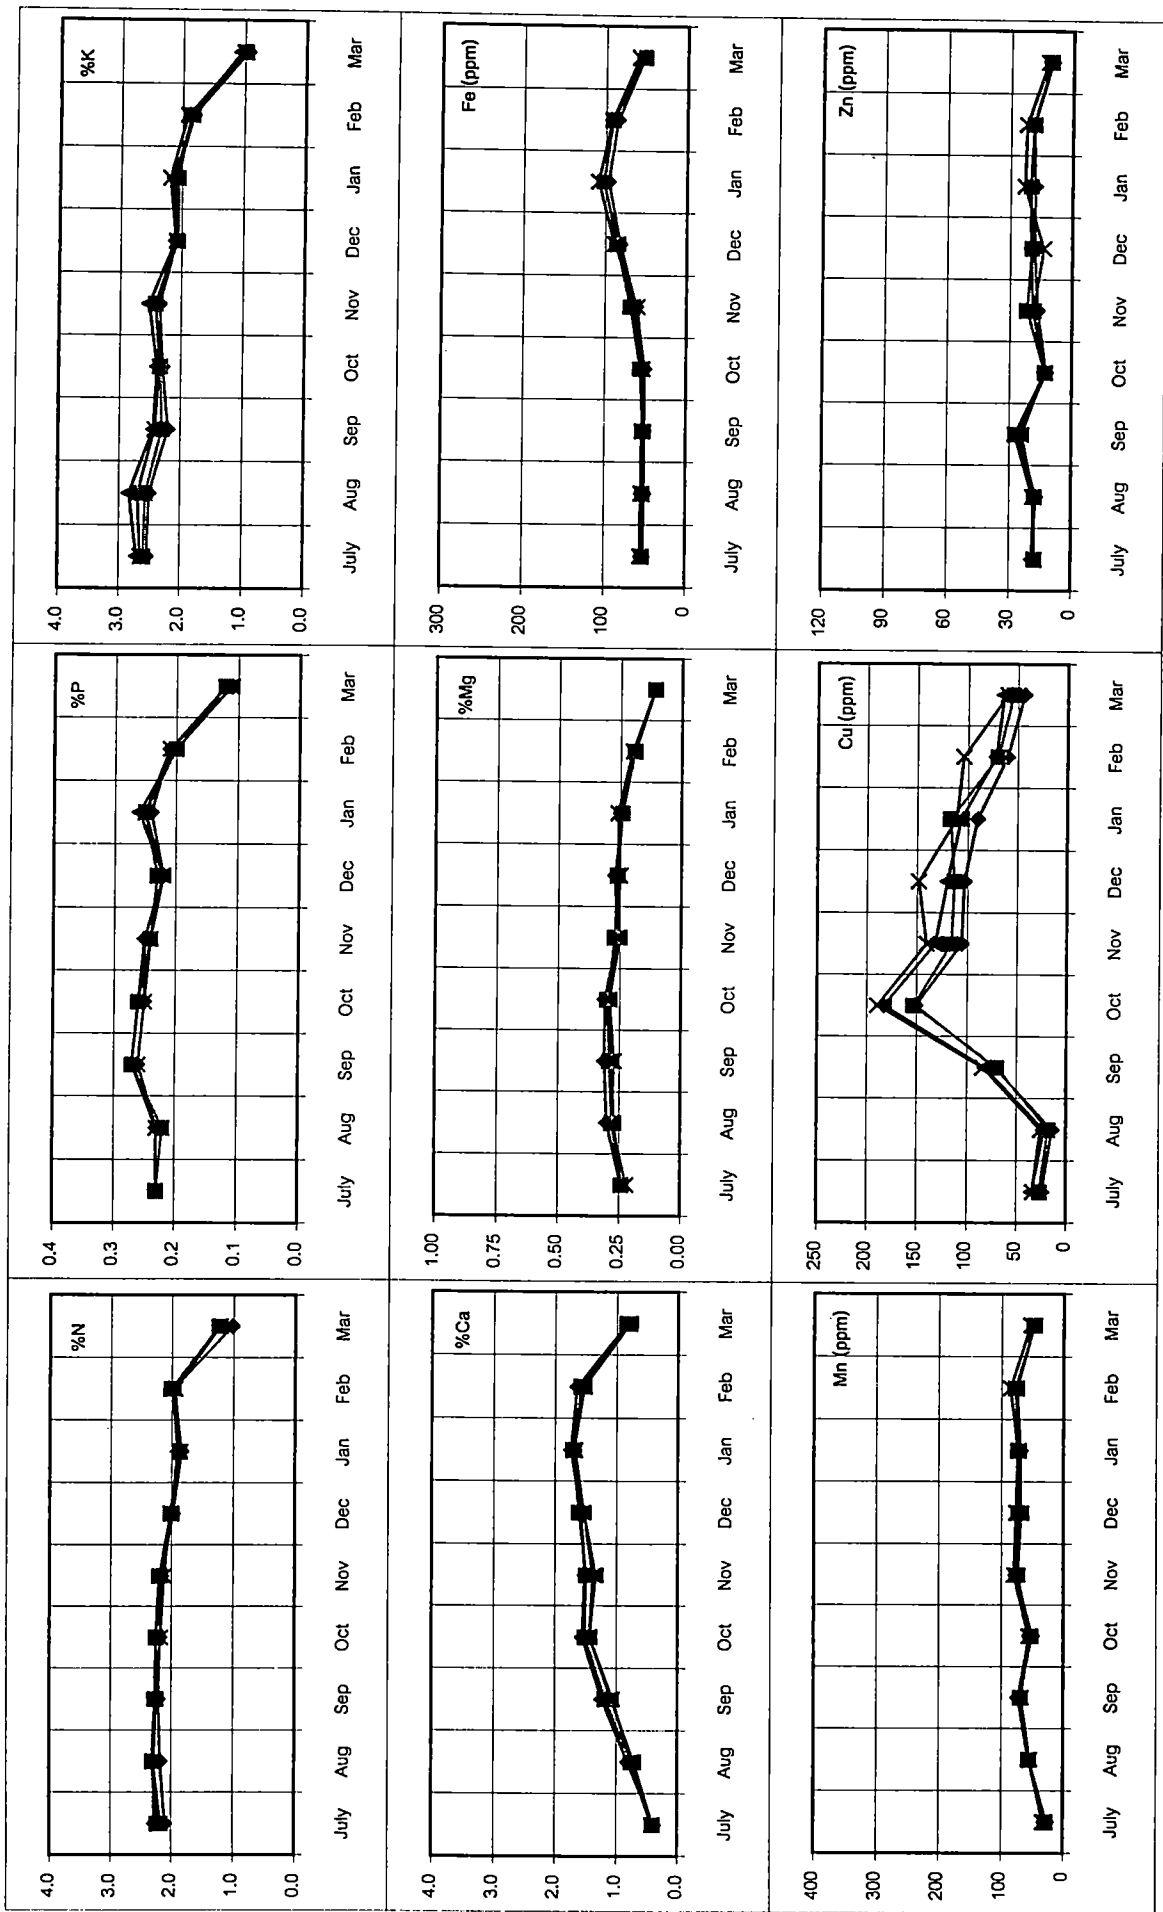 %N
4.0
3.0
2.0
1.0
0.0
July Aug Sep Oct Nov Dec Jan Feb Mar
%P
0.4
0.3
0.2
0.1
0.0
July Aug Sep Oct Nov Dec Jan Feb Mar
%K
4.0
3.0
2.0
1.0
0.0
July Aug Sep Oct Nov Dec Jan Feb Mar
%Ca
4.0
3.0
2.0
1.0
0.0
July Aug Sep Oct Nov Dec Jan Feb Mar
%Mg
1.00
0.75
0.50
0.25
0.00
July Aug Sep Oct Nov Dec Jan Feb Mar
Fe (ppm)
300
200
100
0
July Aug Sep Oct Nov Dec Jan Feb Mar
Mn (ppm)
400
300
200
100
0
July Aug Sep Oct Nov Dec Jan Feb Mar
Cu (ppm)
250
200
150
100
50
0
July Aug Sep Oct Nov Dec Jan Feb Mar
Zn (ppm)
120
90
60
30
0
July Aug Sep Oct Nov Dec Jan Feb Mar